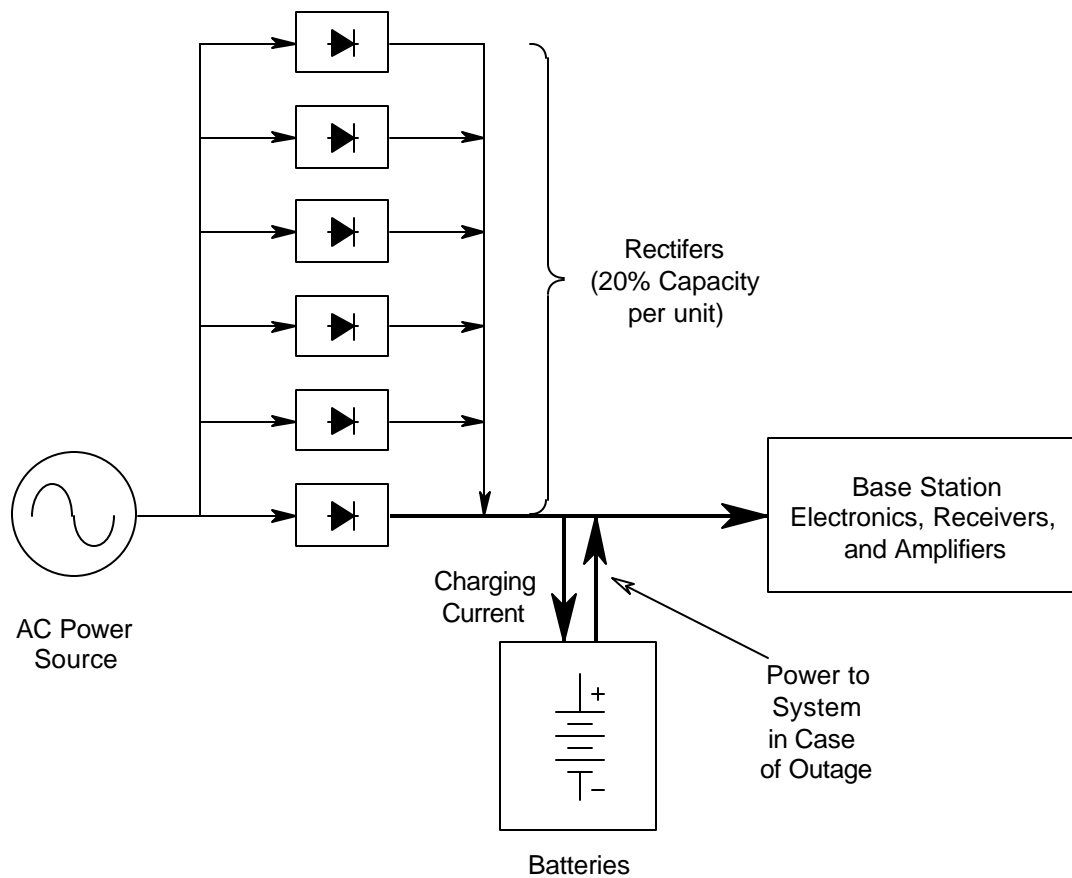 Rectifers
(20% Capacity
per unit)
Base Station
Electronics, Receivers,
and Amplifiers
Charging
Current
AC Power
Source
+
−
Power to
System
in Case
of Outage
Batteries